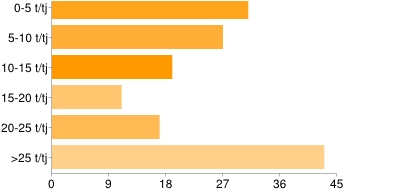 0-5 t/tj
5-10 t/tj
10-15 t/tj
15-20 t/tj
20-25 t/tj
>25 t/tj
0 9 18 27 36 45